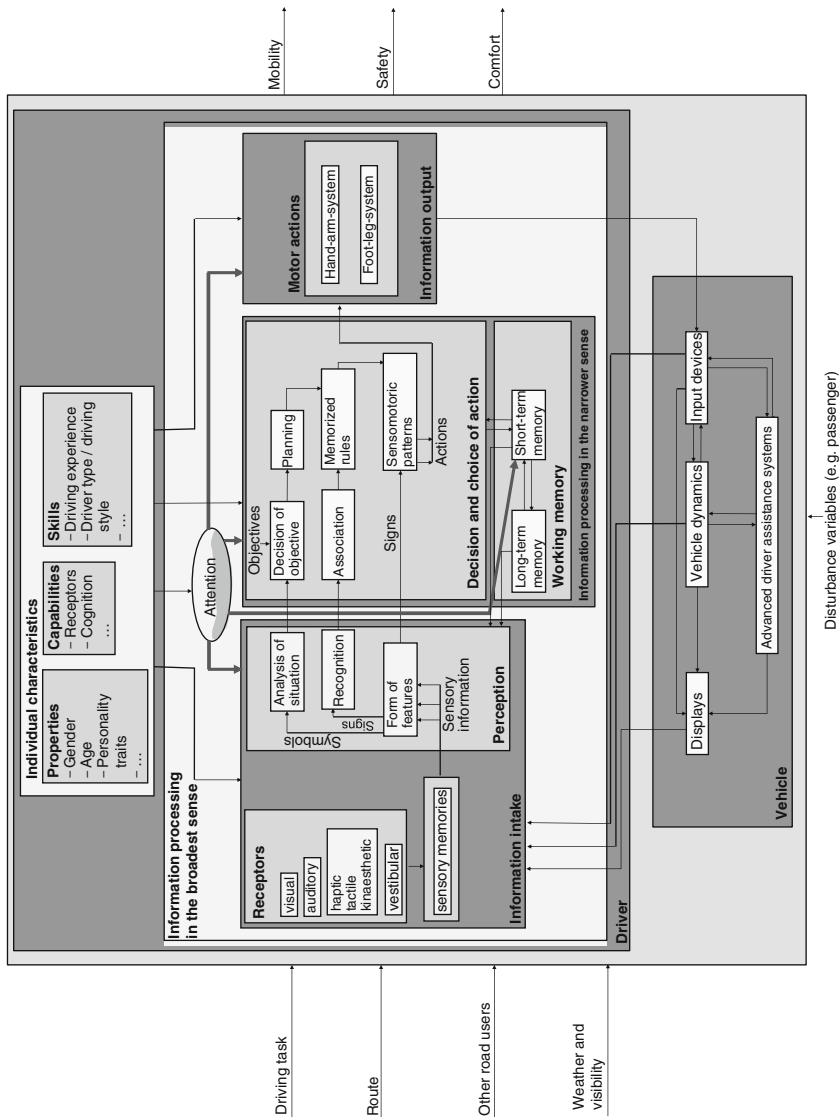 Individual characteristics
Properties
– Gender
– Age
– Personality
traits
– ...
Capabilities
– Receptors
– Cognition
...
Skills
– Driving experience
– Driver type / driving
style
– ...
Information processing
in the broadest sense
Attention
Receptors
visual
auditory
haptic
tactile
kinaesthetic
vestibular
sensory memories
Information intake
Analysis of
situation
Recognition
Symbols
Signs
Form of
features
Sensory
information
Perception
Objectives
Decision of
objective
Planning
Association
Memorized
rules
Signs
Sensomotoric
patterns
Actions
Decision and choice of action
Long-term
memory
Short-term
memory
Working memory
Information processing in the narrower sense
Motor actions
Hand-arm-system
Foot-leg-system
Information output
Driver
Displays
Vehicle dynamics
Input devices
Advanced driver assistance systems
Vehicle
Driving task
Route
Other road users
Weather and
visibility
Mobility
Safety
Comfort
Disturbance variables (e.g. passenger)